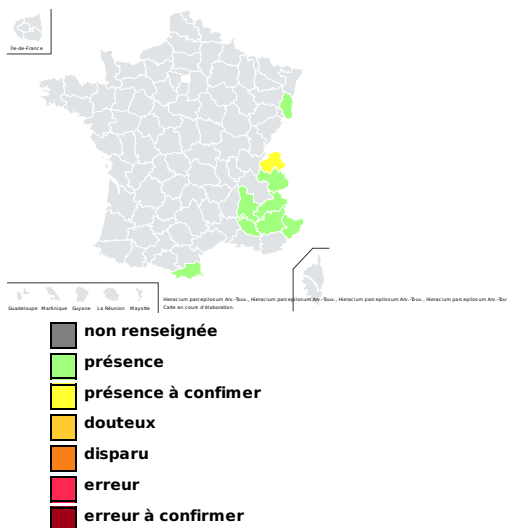 Île-de-France
Guadeloupe Martinique Guyane La Réunion Mayotte
Hieracium parcepilosum Arv.-Touv., Hieracium parcepilosum Arv.-Touv., Hieracium parcepilosum Arv.-Touv., Hieracium parcepilosum Arv.-Tou
Carte en cours d'élaboration.
non renseignée
présence
présence à confimer
douteux
disparu
erreur
erreur à confirmer